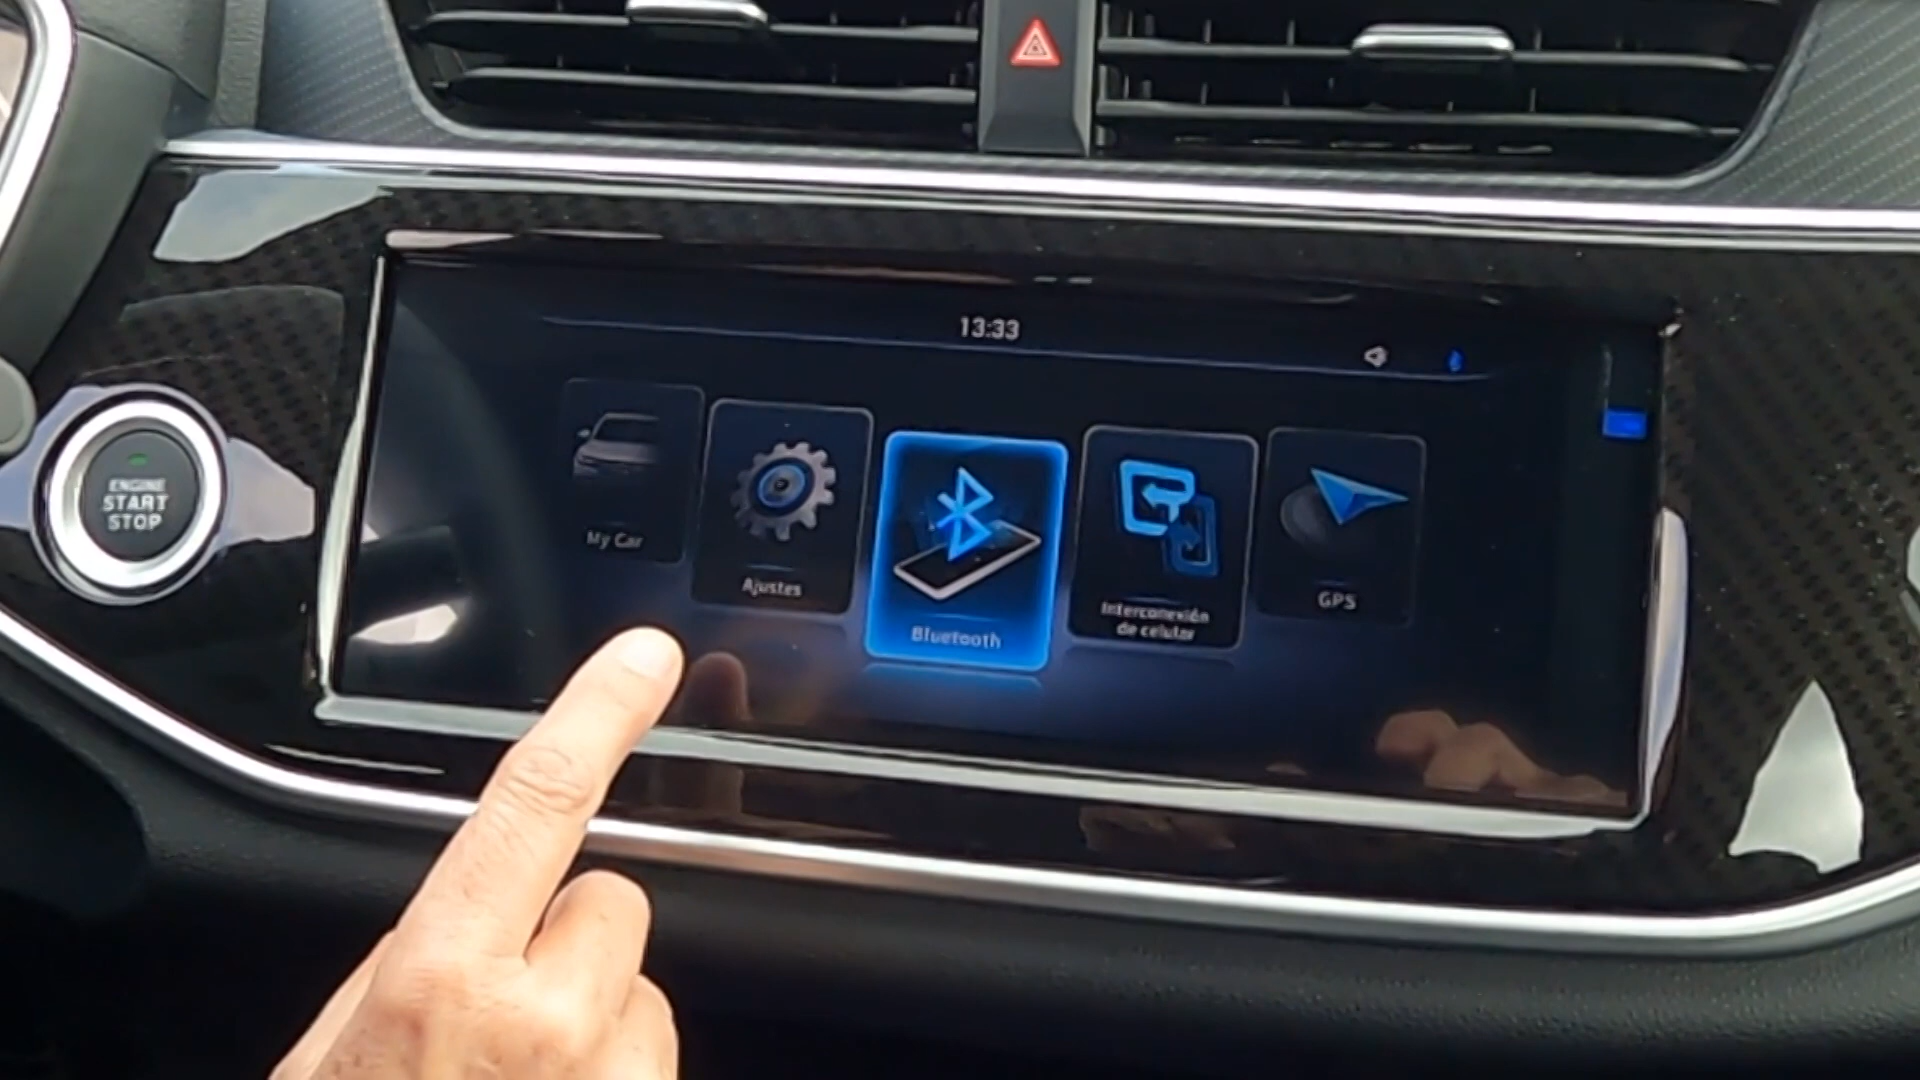 13:33
ENGINE
START
STOP
My Car
Ajustes
Bluetooth
Interconexión
de celular
GPS